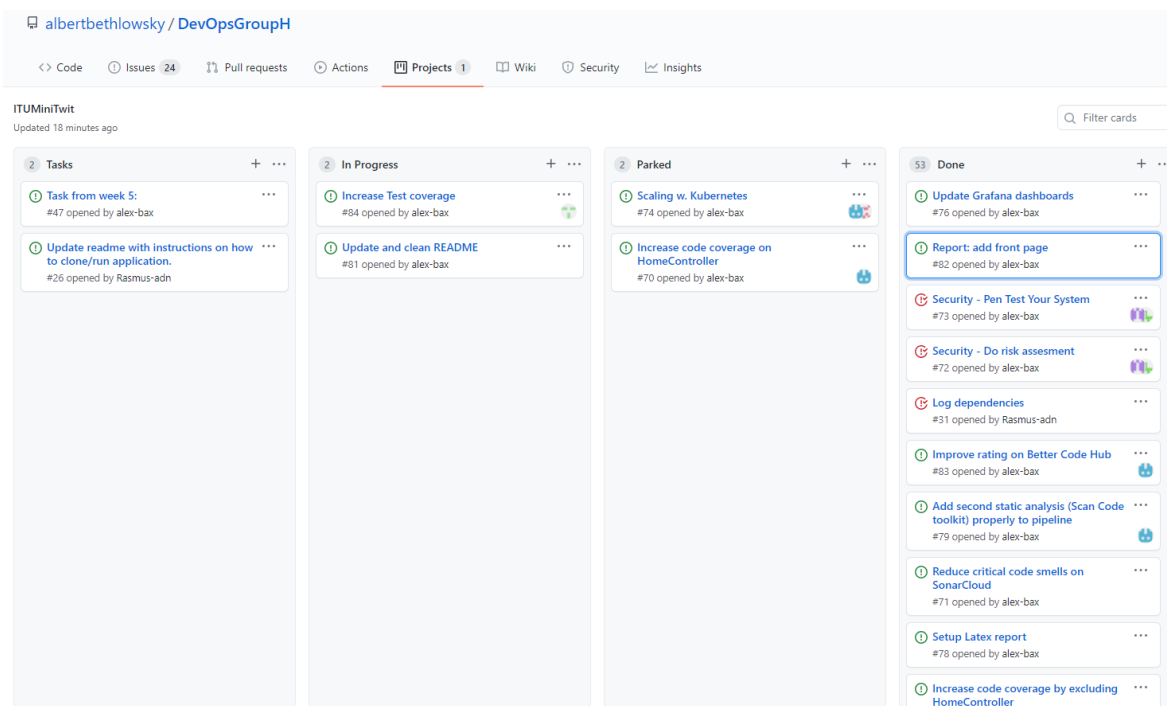 albertbethlowsky / DevOpsGroupH
Code Issues 24 Pull requests Actions Projects 1 Wiki Security Insights
ITUMiniTwit
Updated 18 minutes ago
Filter cards
2 Tasks
Task from week 5:
#47 opened by alex-bax
Update readme with instructions on how
to clone/run application.
#26 opened by Rasmus-adn
2 In Progress
Increase Test coverage
#84 opened by alex-bax
Update and clean README
#81 opened by alex-bax
2 Parked
Scaling w. Kubernetes
#74 opened by alex-bax
Increase code coverage on
HomeController
#70 opened by alex-bax
53 Done
Update Grafana dashboards
#76 opened by alex-bax
Report: add front page
#82 opened by alex-bax
Security - Pen Test Your System
#73 opened by alex-bax
Security - Do risk assesment
#72 opened by alex-bax
Log dependencies
#31 opened by Rasmus-adn
Improve rating on Better Code Hub
#83 opened by alex-bax
Add second static analysis (Scan Code
toolkit) properly to pipeline
#79 opened by alex-bax
Reduce critical code smells on
SonarCloud
#71 opened by alex-bax
Setup Latex report
#78 opened by alex-bax
Increase code coverage by excluding
HomeController